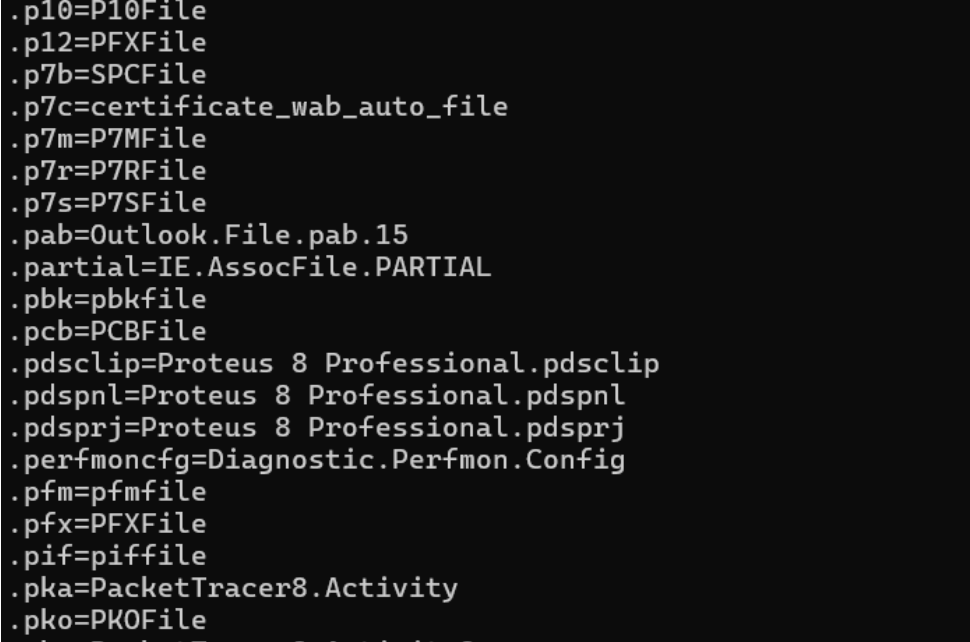 .p10=P10File
.p12=PFXFile
.p7b=SPCFile
.p7c=certificate_wab_auto_file
.p7m=P7MFile
.p7r=P7RFile
.p7s=P7SFile
.pab=Outlook.File.pab.15
.partial=IE.AssocFile.PARTIAL
.pbk=pbkfile
.pcb=PCBFile
.pdsclip=Proteus 8 Professional.pdsclip
.pdspnl=Proteus 8 Professional.pdspnl
.pdsprj=Proteus 8 Professional.pdsprj
.perfmoncfg=Diagnostic.Perfmon.Config
.pfm=pfmfile
.pfx=PFXFile
.pif=piffile
.pka=PacketTracer8.Activity
.pko=PKOFile